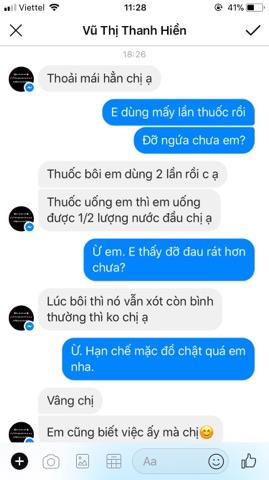 Viettel
11:28
41%
Vũ Thị Thanh Hiền
18:26
Thoải mái hẳn chị ạ
E dùng mấy lần thuốc rồi
Đỡ ngứa chưa em?
Thuốc bôi em dùng 2 lần rồi c ạ
Thuốc uống em thì em uống
được 1/2 lượng nước đầu chị ạ
Ừ em. E thấy đỡ đau rát hơn
chưa?
Lúc bôi thì nó vẫn xót còn bình
thường thì ko chị ạ
Ừ. Hạn chế mặc đồ chật quá em
nha.
Vâng chị
Em cũng biết việc ấy mà chị😊
Aa